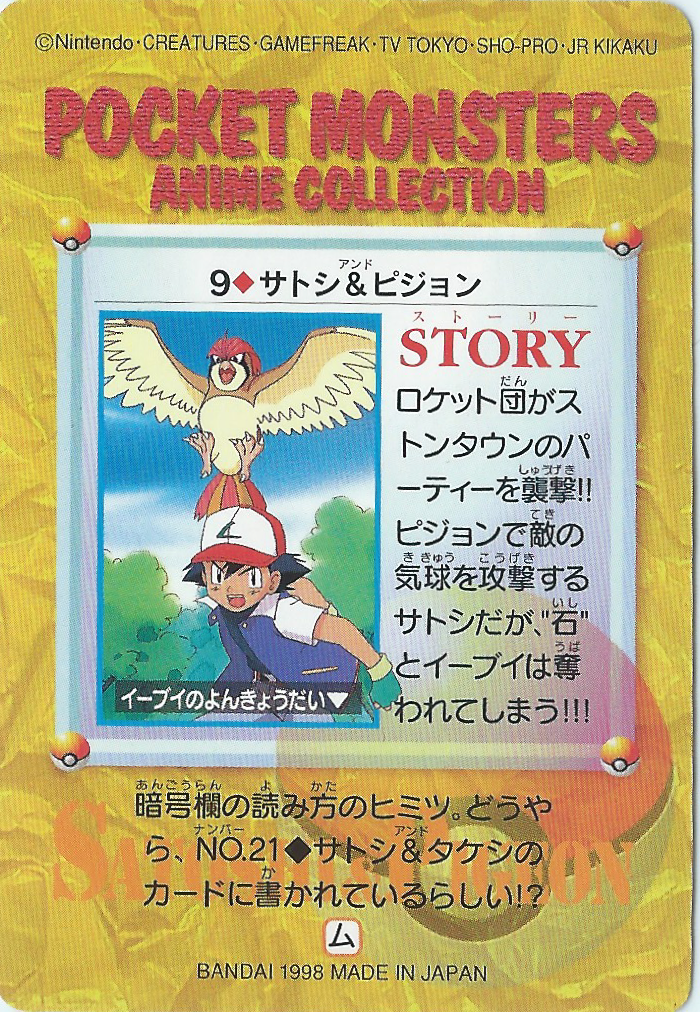 ©Nintendo·CREATURES·GAMEFREAK·TV TOKYO·SHO-PRO·JR KIKAKU
POCKET MONSTERS
ANIME COLLECTION
アンド
9◆サトシ&ピジョン
ストーリー
STORY
だん
ロケット団がス
トンタウンのパ
しゅうげき
ーティーを襲撃!!
てき
ピジョンで敵の
ききゅう こうげき
気球を攻撃する
いし
サトシだが、"石"
うば
とイーブイは奪
われてしまう!!!
イーブイのよんきょうだい▼
あんごうらん よ かた
暗号欄の読み方のヒミツ。どうや
ナンバー アンド
ら、NO.21◆サトシ&タケシの
か
カードに書かれているらしい!?
ム
BANDAI 1998 MADE IN JAPAN